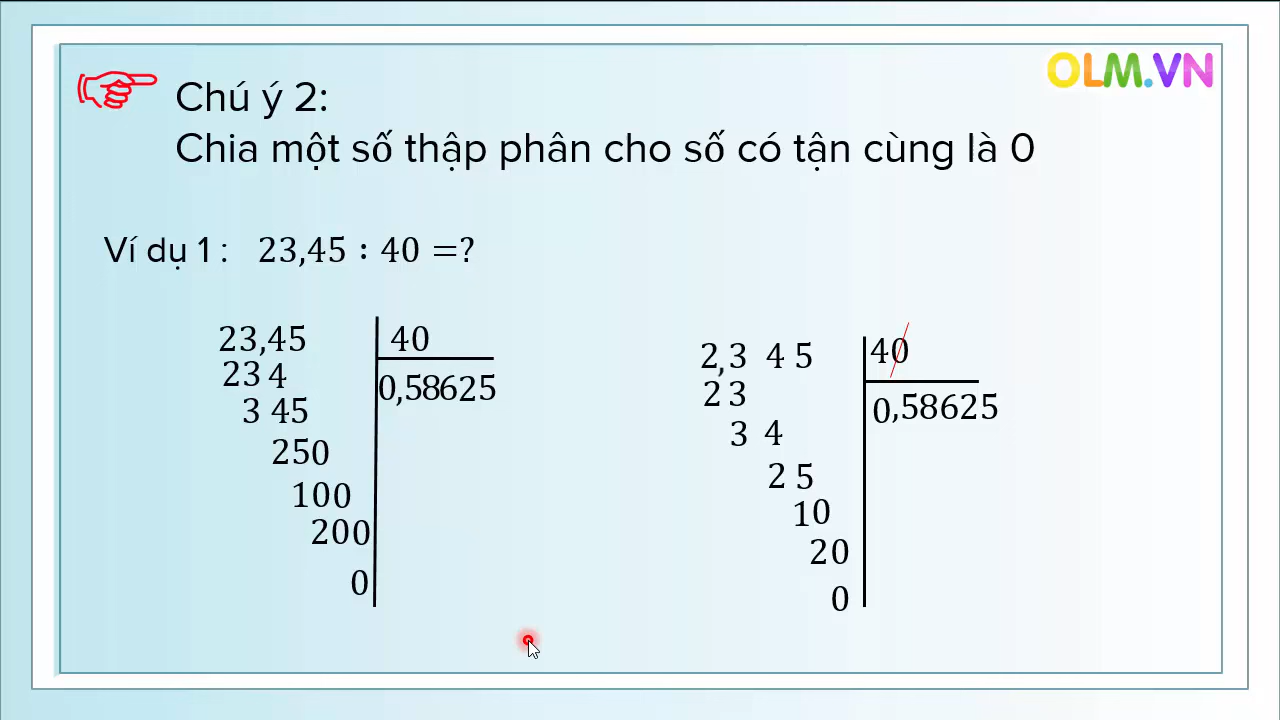 OLM.VN
Chú ý 2:
Chia một số thập phân cho số có tận cùng là 0
Ví dụ 1 : 23,45 : 40 =?
23,45 40
23 4 0,58625
3 45
250
100
200
0
2,3 4 5 40
2 3 0,58625
3 4
2 5
10
20
0